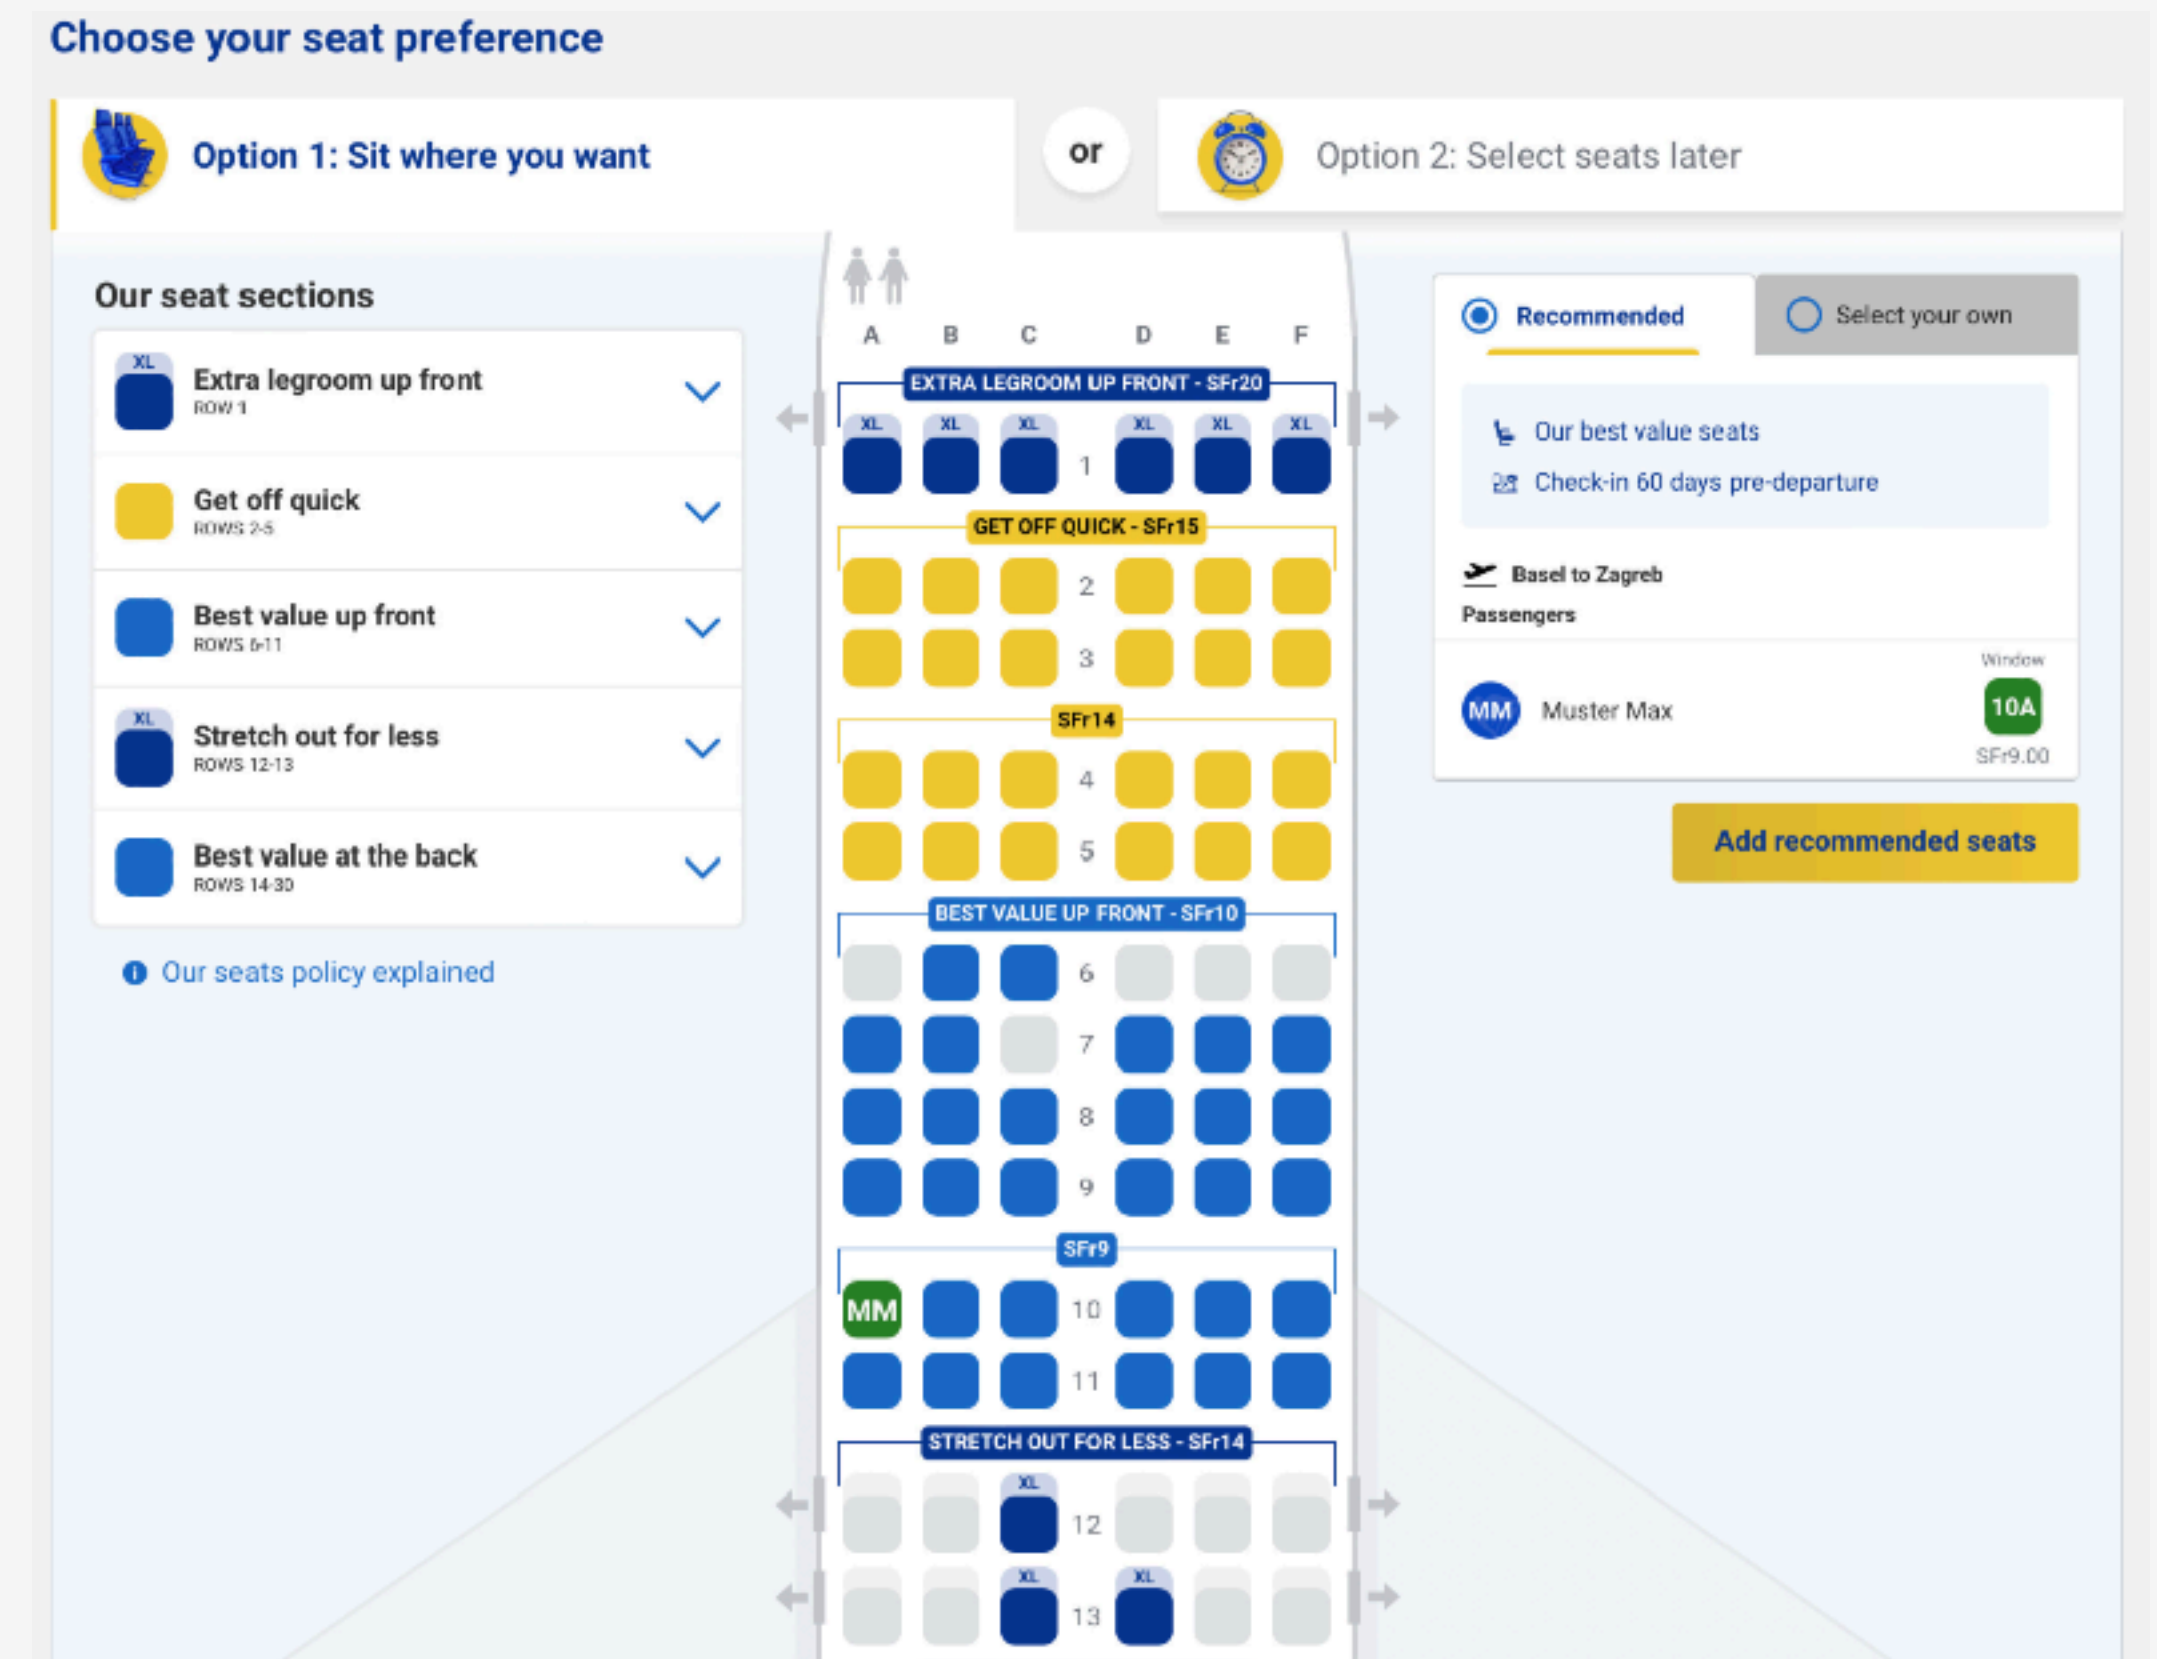 Choose your seat preference
Option 1: Sit where you want
or
Option 2: Select seats later
Our seat sections
XL
Extra legroom up front
ROW 1
Get off quick
ROWS 2-5
Best value up front
ROWS 6-11
XL
Stretch out for less
ROWS 12-13
Best value at the back
ROWS 14-30
Our seats policy explained
A B C D E F
EXTRA LEGROOM UP FRONT - SFr20
XL XL XL XL XL XL
1
GET OFF QUICK - SFr15
2
3
SFr14
4
5
BEST VALUE UP FRONT - SFr10
6
7
8
9
SFr9
MM 10
11
STRETCH OUT FOR LESS - SFr14
XL
12
XL XL
13
Recommended
Select your own
Our best value seats
Check-in 60 days pre-departure
Basel to Zagreb
Passengers
Window
MM Muster Max 10A
SFr9.00
Add recommended seats